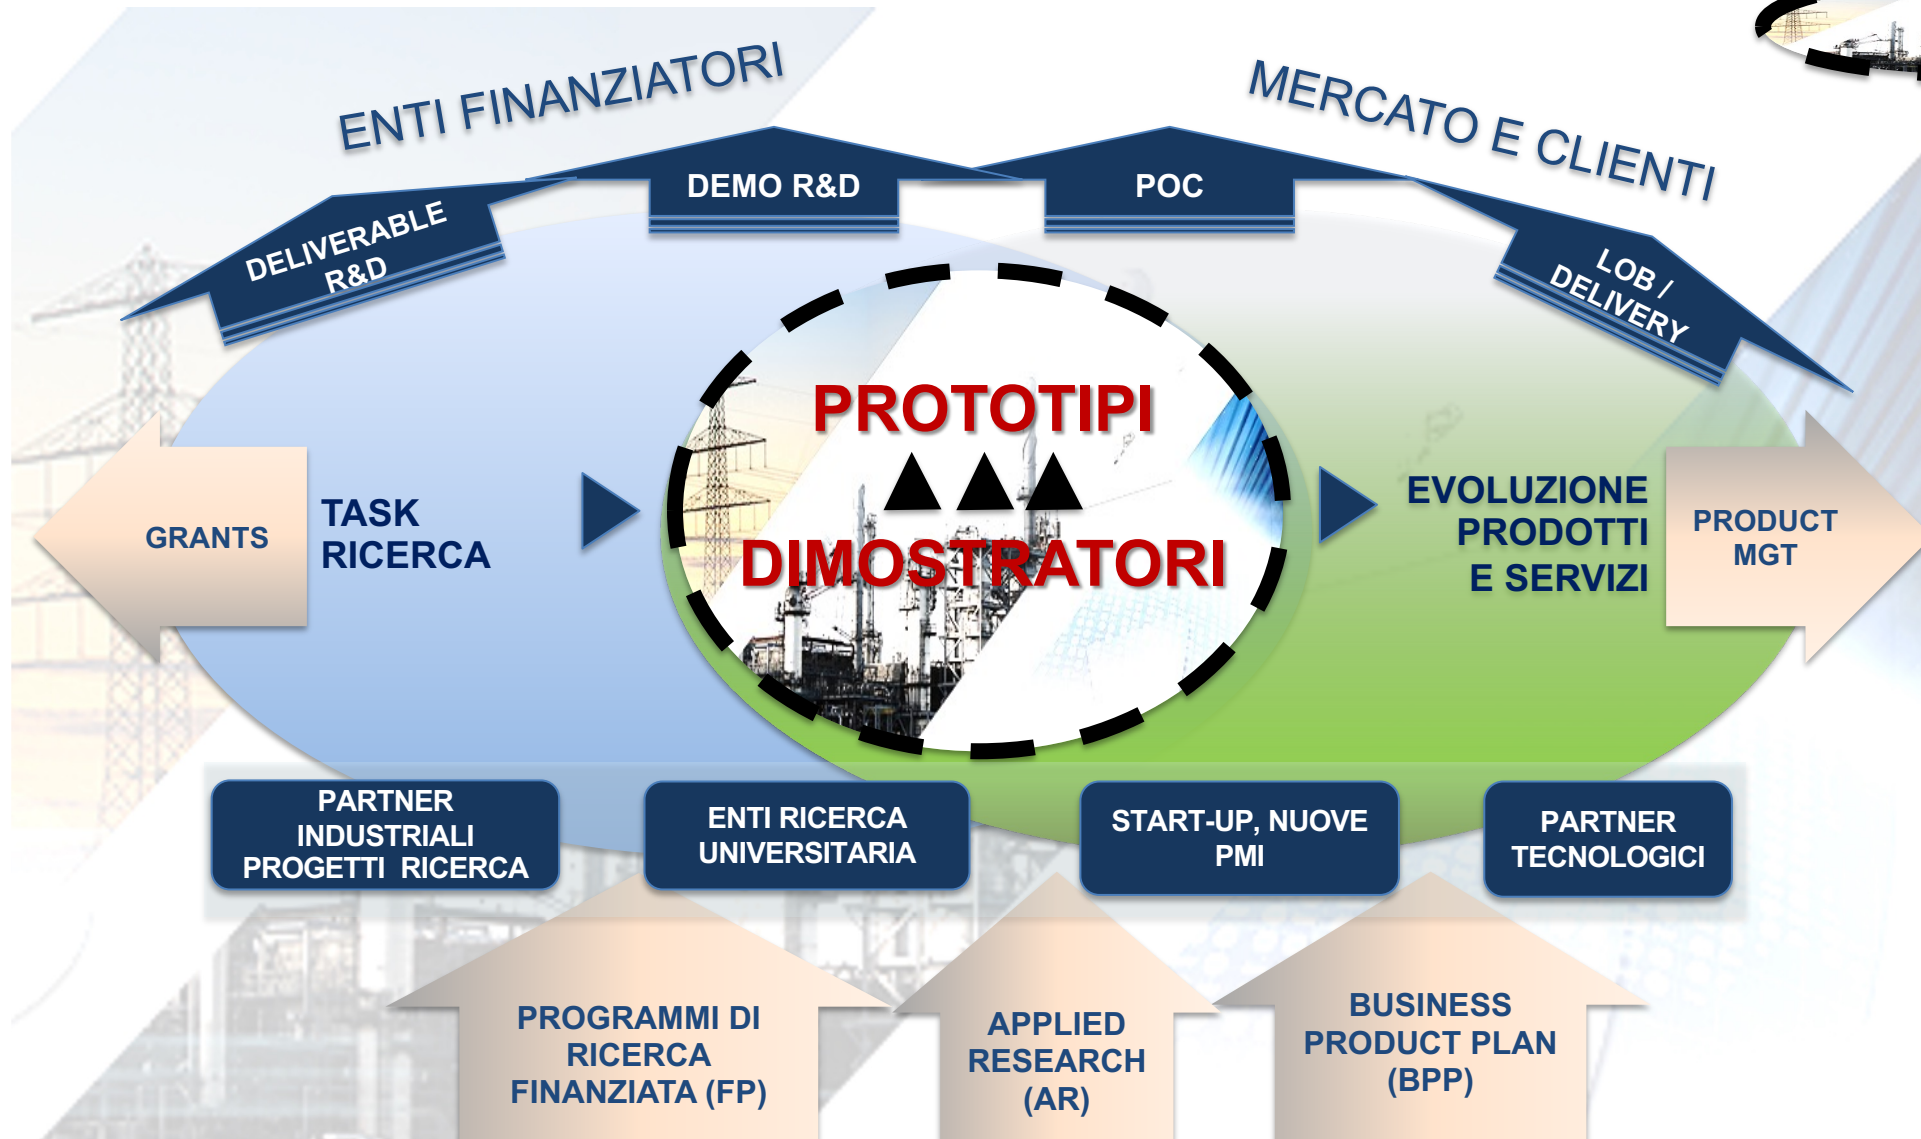 ENTI FINANZIATORI
MERCATO E CLIENTI
DELIVERABLE
R&D
DEMO R&D
POC
LOB /
DELIVERY
GRANTS
TASK
RICERCA
PROTOTIPI
DIMOSTRATORI
EVOLUZIONE
PRODOTTI
E SERVIZI
PRODUCT
MGT
PARTNER
INDUSTRIALI
PROGETTI RICERCA
ENTI RICERCA
UNIVERSITARIA
START-UP, NUOVE
PMI
PARTNER
TECNOLOGICI
PROGRAMMI DI
RICERCA
FINANZIATA (FP)
APPLIED
RESEARCH
(AR)
BUSINESS
PRODUCT PLAN
(BPP)